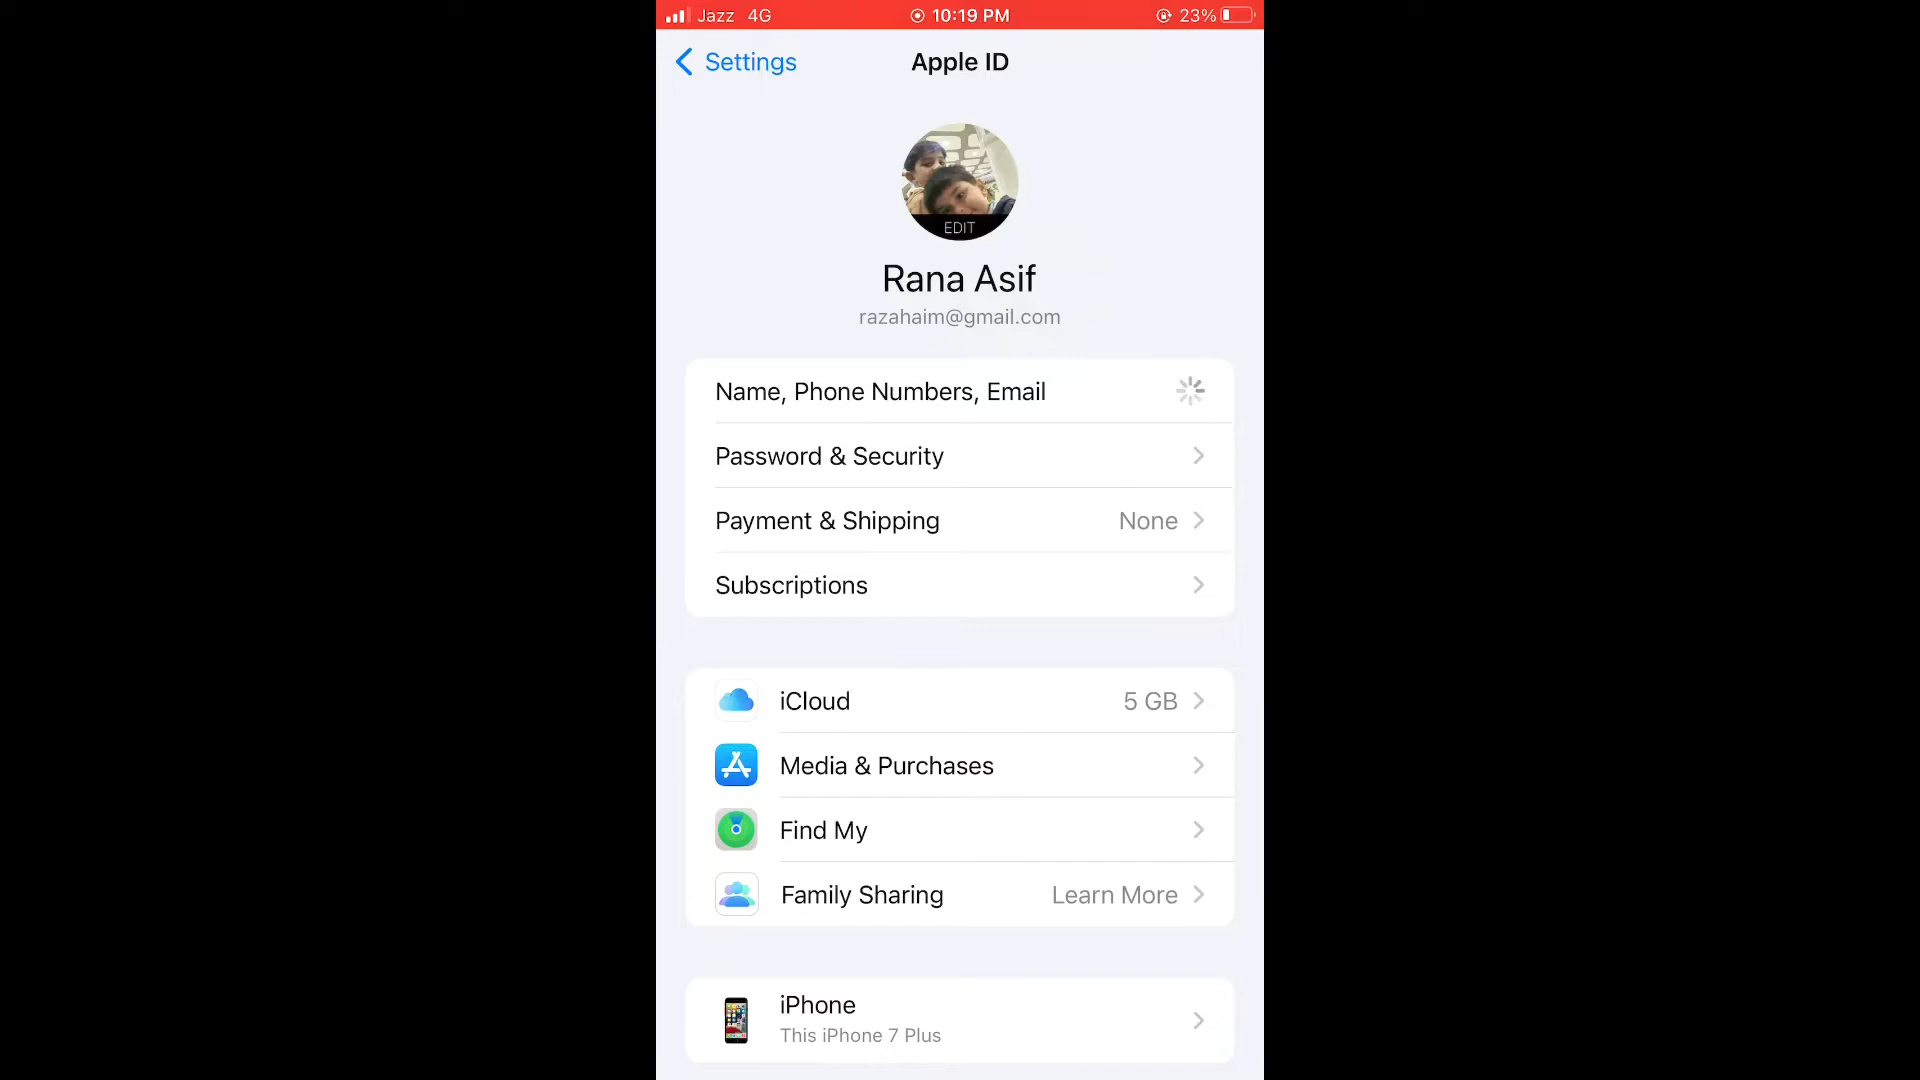 Jazz 4G 10:19 PM 23%
Settings Apple ID
EDIT
Rana Asif
razahaim@gmail.com
Name, Phone Numbers, Email
Password & Security
Payment & Shipping None
Subscriptions
iCloud 5 GB
Media & Purchases
Find My
Family Sharing Learn More
iPhone
This iPhone 7 Plus